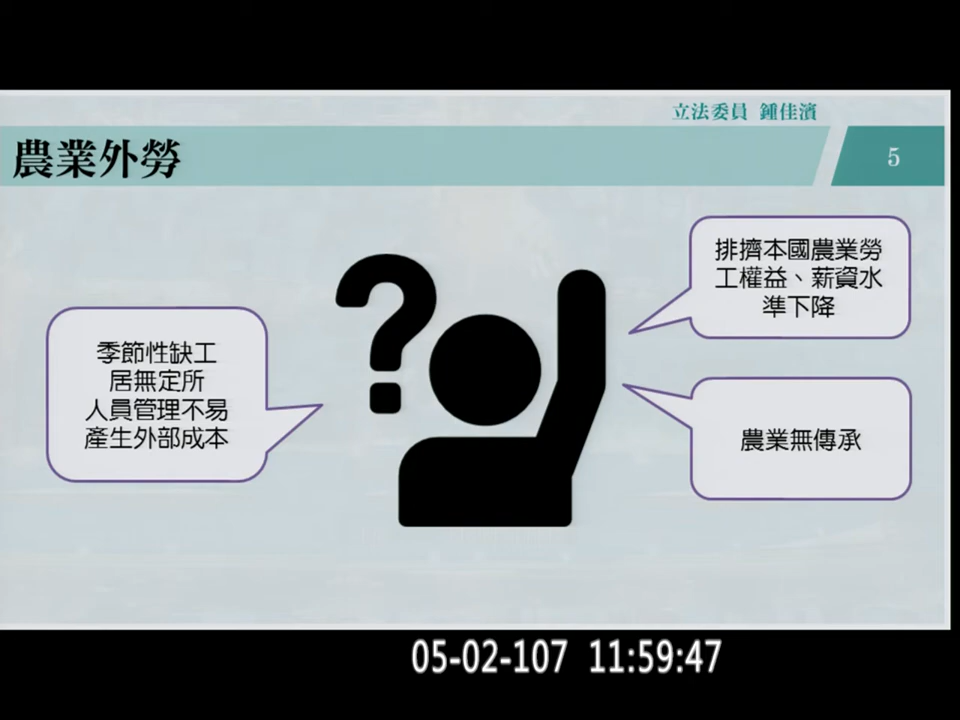 立法委員 鍾佳濱
農業外勞
5
季節性缺工
居無定所
人員管理不易
產生外部成本
排擠本國農業勞
工權益、薪資水
準下降
農業無傳承
05-02-107 11:59:47